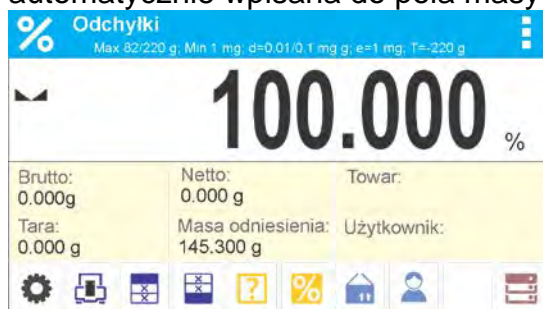 automatycznie wpisana do pola masy
Odchyłki
Max 82/220 g; Min 1 mg; d=0.01/0.1 mg g; e=1 mg; T=-220 g
100.000 %
Brutto: Netto: Towar:
0.000g 0.000 g
Tara: Masa odniesienia: Użytkownik:
0.000 g 145.300 g